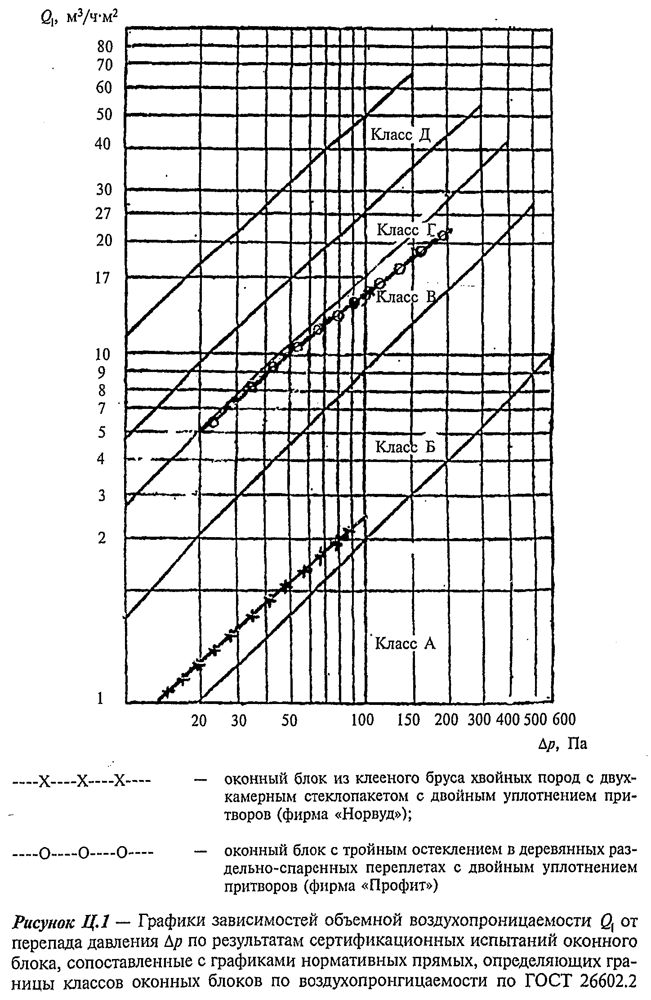 Q₁, м³/ч·м²
80
70
60
50
Класс Д
40
30
27
Класс Г
20
17
Класс В
10
9
8
7
5
Класс Б
4
3
2
Класс А
1
20 30 50 100 150 200 300 400 500 600
Δp, Па
----X----X----X---- — оконный блок из клееного бруса хвойных пород с двух-
камерным стеклопакетом с двойным уплотнением при-
творов (фирма «Норвуд»);
----O----O----O---- — оконный блок с тройным остеклением в деревянных раз-
дельно-спаренных переплетах с двойным уплотнением
притворов (фирма «Профит»)
Рисунок Ц.1 — Графики зависимостей объемной воздухопроницаемости Q₁ от
перепада давления Δp по результатам сертификационных испытаний оконного
блока, сопоставленные с графиками нормативных прямых, определяющих гра-
ницы классов оконных блоков по воздухопронгицаемости по ГОСТ 26602.2